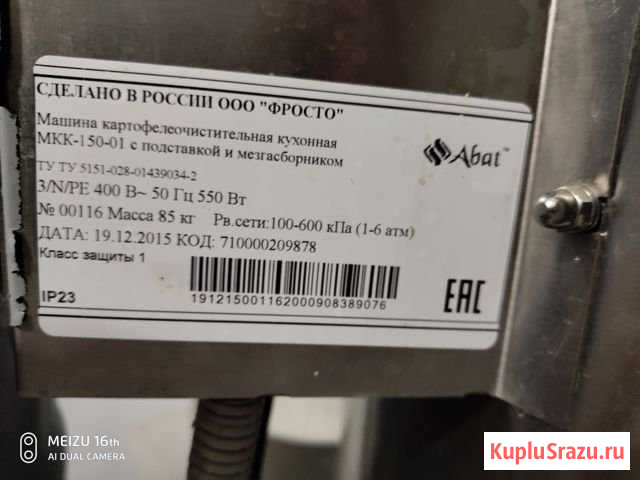 СДЕЛАНО В РОССИИ ООО "ФРОСТО"
Машина картофелеочистительная кухонная
МКК-150-01 с подставкой и мезгасборником
Abat
ТУ ТУ 5151-028-01439034-2
3/N/PE 400 В~ 50 Гц 550 Вт
№ 00116 Масса 85 кг Рв.сети:100-600 кПа (1-6 атм)
ДАТА: 19.12.2015 КОД: 710000209878
Класс защиты 1
IP23
191215001162000908389076
EAC
MEIZU 16th
AI DUAL CAMERA
KupluSrazu.ru